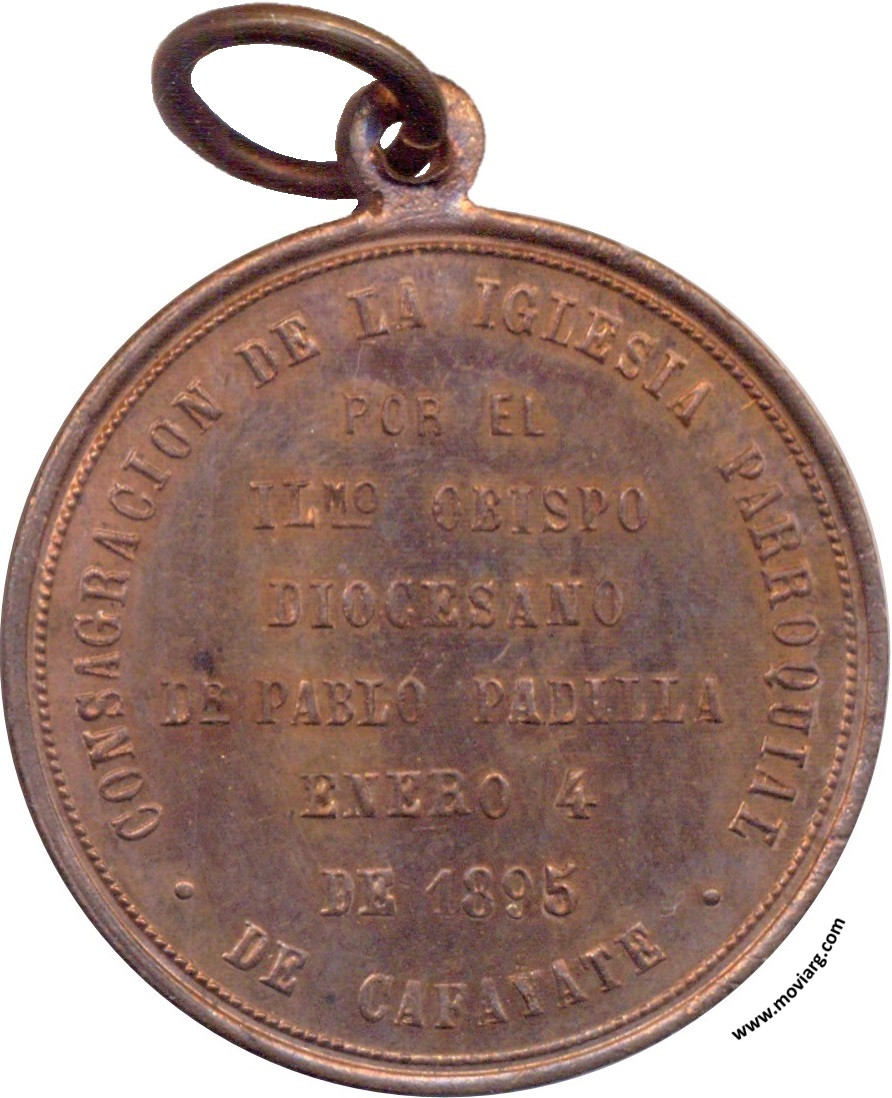 CONSAGRACION DE LA IGLESIA PARROQUIAL
POR EL
ILMO OBISPO
DIOCESANO
DR PABLO PADILLA
ENERO 4
DE 1895
• DE CAFAYATE •
www.moviarg.com